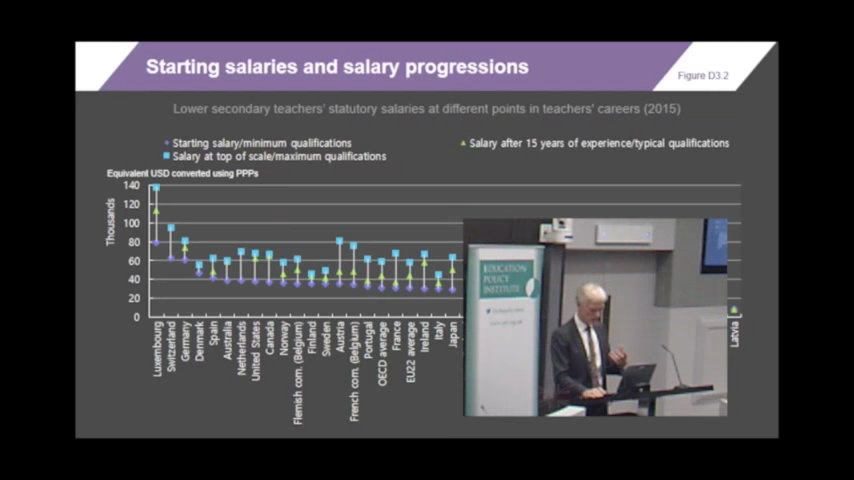 Starting salaries and salary progressions
Figure D3.2
Lower secondary teachers' statutory salaries at different points in teachers' careers (2015)
Starting salary/minimum qualifications
Salary after 15 years of experience/typical qualifications
Salary at top of scale/maximum qualifications
Equivalent USD converted using PPPs
Thousands
140
120
100
80
60
40
20
0
Luxembourg
Switzerland
Germany
Denmark
Spain
Australia
Netherlands
United States
Canada
Norway
Flemish com. (Belgium)
Finland
Sweden
Austria
French com. (Belgium)
Portugal
OECD average
France
EU22 average
Ireland
Italy
Japan
Latvia
EDUCATION
POLICY
INSTITUTE